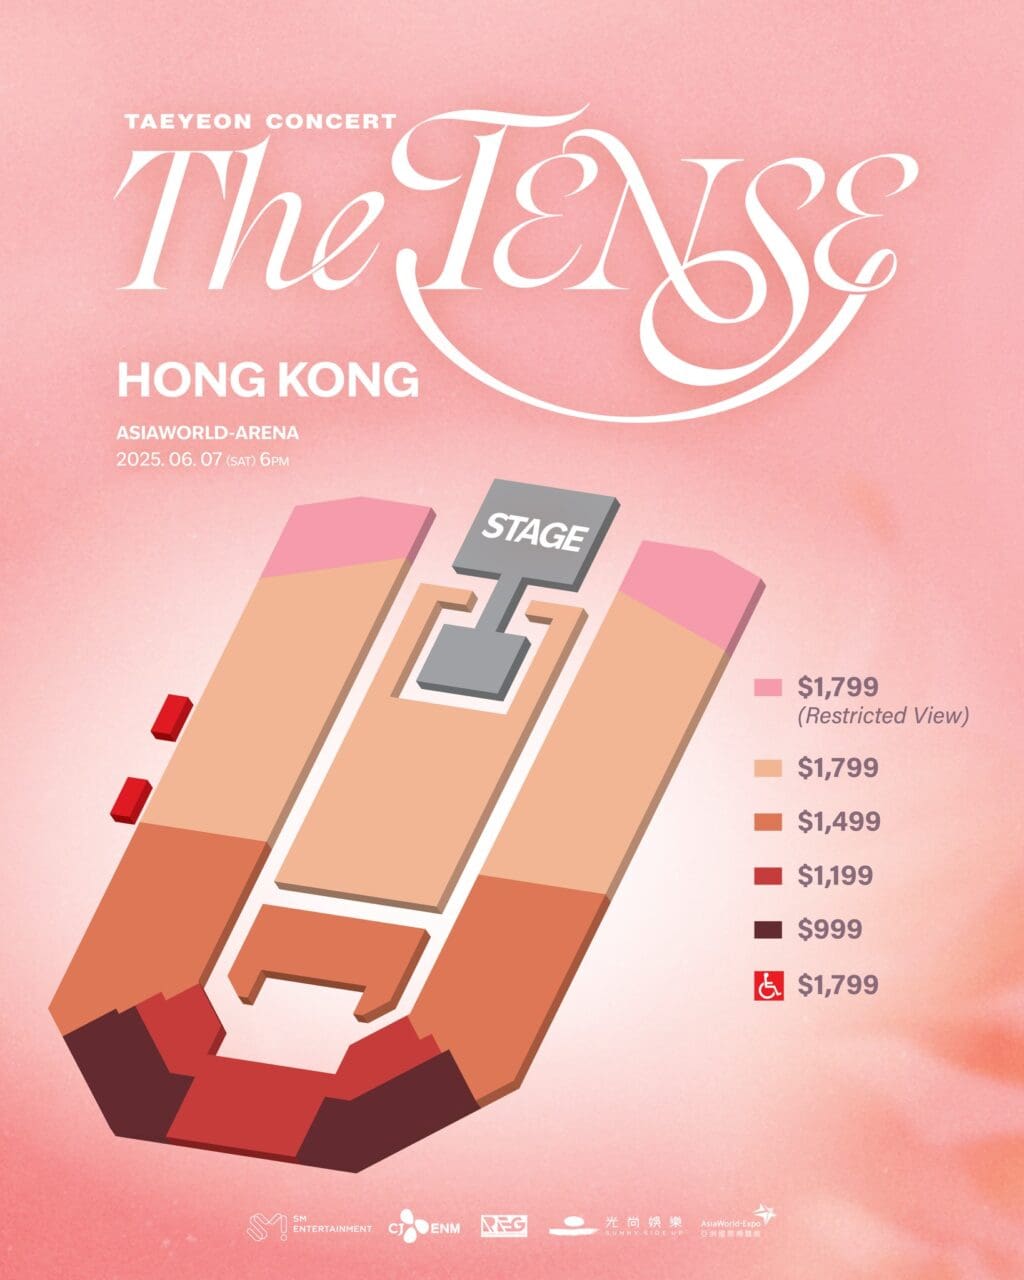 TAEYEON CONCERT
The TENSE
HONG KONG
ASIAWORLD-ARENA
2025. 06. 07 (SAT) 6PM
STAGE
$1,799
(Restricted View)
$1,799
$1,499
$1,199
$999
$1,799
SM
ENTERTAINMENT
CJ ENM
光尚娛樂
SUNNY SIDE UP
AsiaWorld-Expo
亞洲國際博覽館